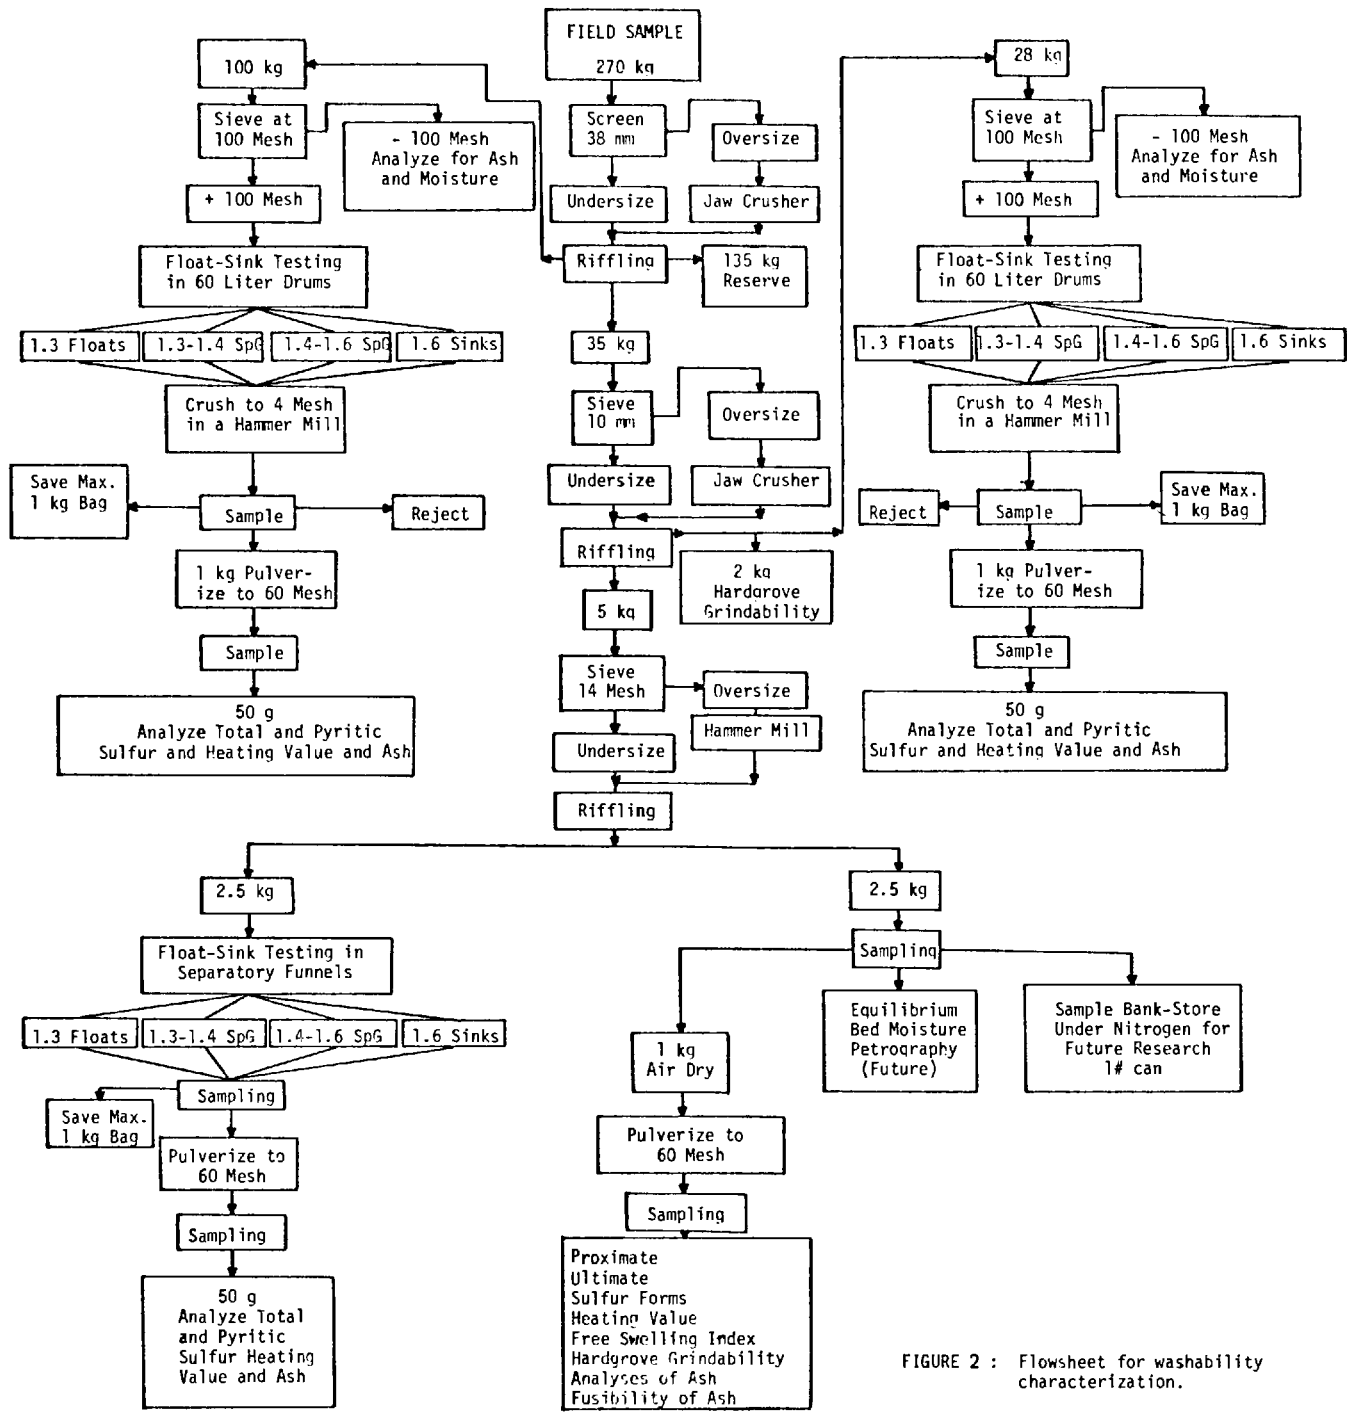 FIELD SAMPLE
270 kg
Screen
38 mm
Oversize
Undersize
Jaw Crusher
Riffling
135 kg
Reserve
100 kg
Sieve at
100 Mesh
- 100 Mesh
Analyze for Ash
and Moisture
+ 100 Mesh
Float-Sink Testing
in 60 Liter Drums
1.3 Floats
1.3-1.4 SpG
1.4-1.6 SpG
1.6 Sinks
Crush to 4 Mesh
in a Hammer Mill
Save Max.
1 kg Bag
Sample
Reject
1 kg Pulver-
ize to 60 Mesh
Sample
50 g
Analyze Total and Pyritic
Sulfur and Heating Value and Ash
35 kg
Sieve
10 mm
Oversize
Undersize
Jaw Crusher
Riffling
2 kg
Hardgrove
Grindability
5 kg
Sieve
14 Mesh
Oversize
Hammer Mill
Undersize
Riffling
28 kg
Sieve at
100 Mesh
- 100 Mesh
Analyze for Ash
and Moisture
+ 100 Mesh
Float-Sink Testing
in 60 Liter Drums
1.3 Floats
1.3-1.4 SpG
1.4-1.6 SpG
1.6 Sinks
Crush to 4 Mesh
in a Hammer Mill
Reject
Sample
Save Max.
1 kg Bag
1 kg Pulver-
ize to 60 Mesh
Sample
50 g
Analyze Total and Pyritic
Sulfur and Heating Value and Ash
2.5 kg
Float-Sink Testing in
Separatory Funnels
1.3 Floats
1.3-1.4 SpG
1.4-1.6 SpG
1.6 Sinks
Sampling
Save Max.
1 kg Bag
Pulverize to
60 Mesh
Sampling
50 g
Analyze Total
and Pyritic
Sulfur Heating
Value and Ash
2.5 kg
Sampling
1 kg
Air Dry
Equilibrium
Bed Moisture
Petrography
(Future)
Sample Bank-Store
Under Nitrogen for
Future Research
1# can
Pulverize to
60 Mesh
Sampling
Proximate
Ultimate
Sulfur Forms
Heating Value
Free Swelling Index
Hardgrove Grindability
Analyses of Ash
Fusibility of Ash
FIGURE 2 : Flowsheet for washability
characterization.